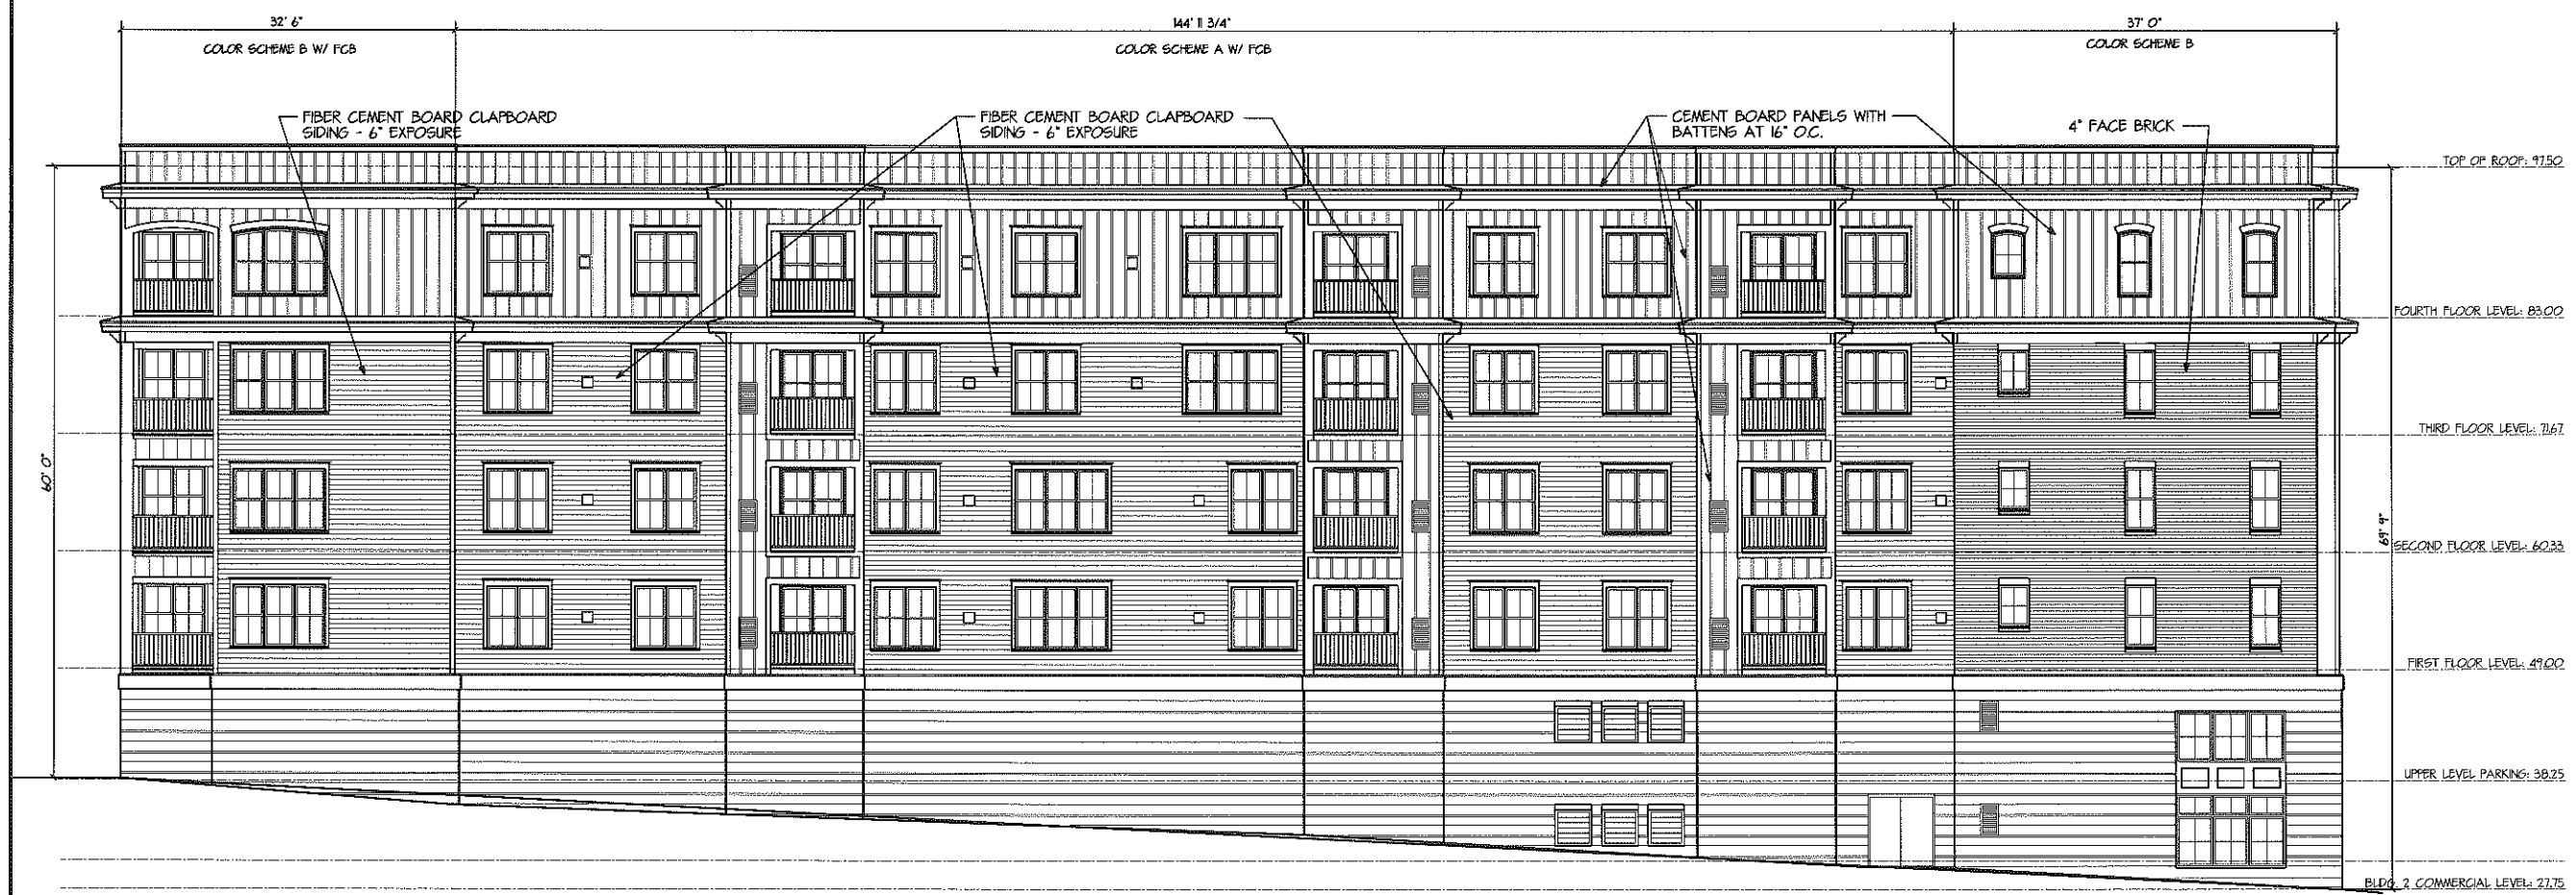 32' 6"
144' 11 3/4"
37' 0"
COLOR SCHEME B W/ FCB
COLOR SCHEME A W/ FCB
COLOR SCHEME B
FIBER CEMENT BOARD CLAPBOARD
SIDING - 6" EXPOSURE
FIBER CEMENT BOARD CLAPBOARD
SIDING - 6" EXPOSURE
CEMENT BOARD PANELS WITH
BATTENS AT 16" O.C.
4" FACE BRICK
TOP OF ROOF: 97.50
FOURTH FLOOR LEVEL: 83.00
THIRD FLOOR LEVEL: 71.67
60' 0"
69' 9"
SECOND FLOOR LEVEL: 60.33
FIRST FLOOR LEVEL: 49.00
UPPER LEVEL PARKING: 38.25
BLDG. 2 COMMERCIAL LEVEL: 27.75